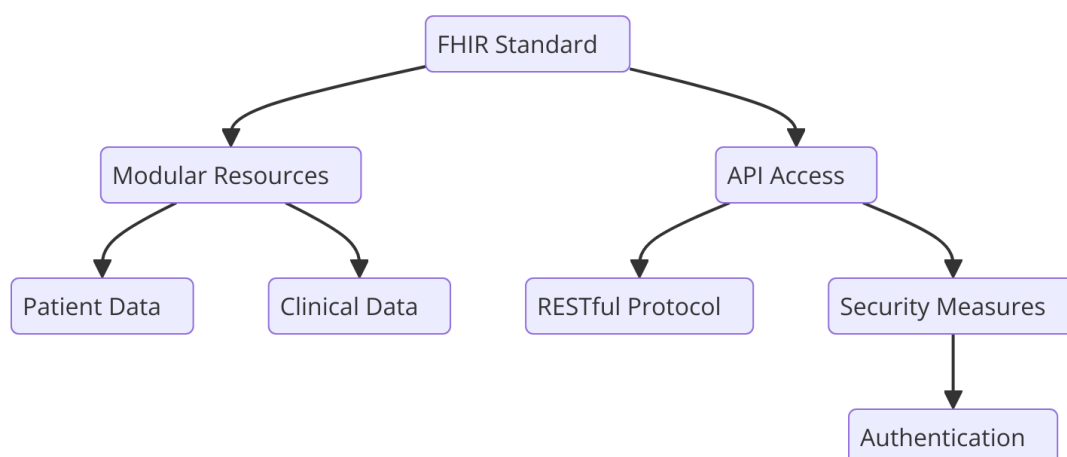 FHIR Standard
Modular Resources
API Access
Patient Data
Clinical Data
RESTful Protocol
Security Measures
Authentication